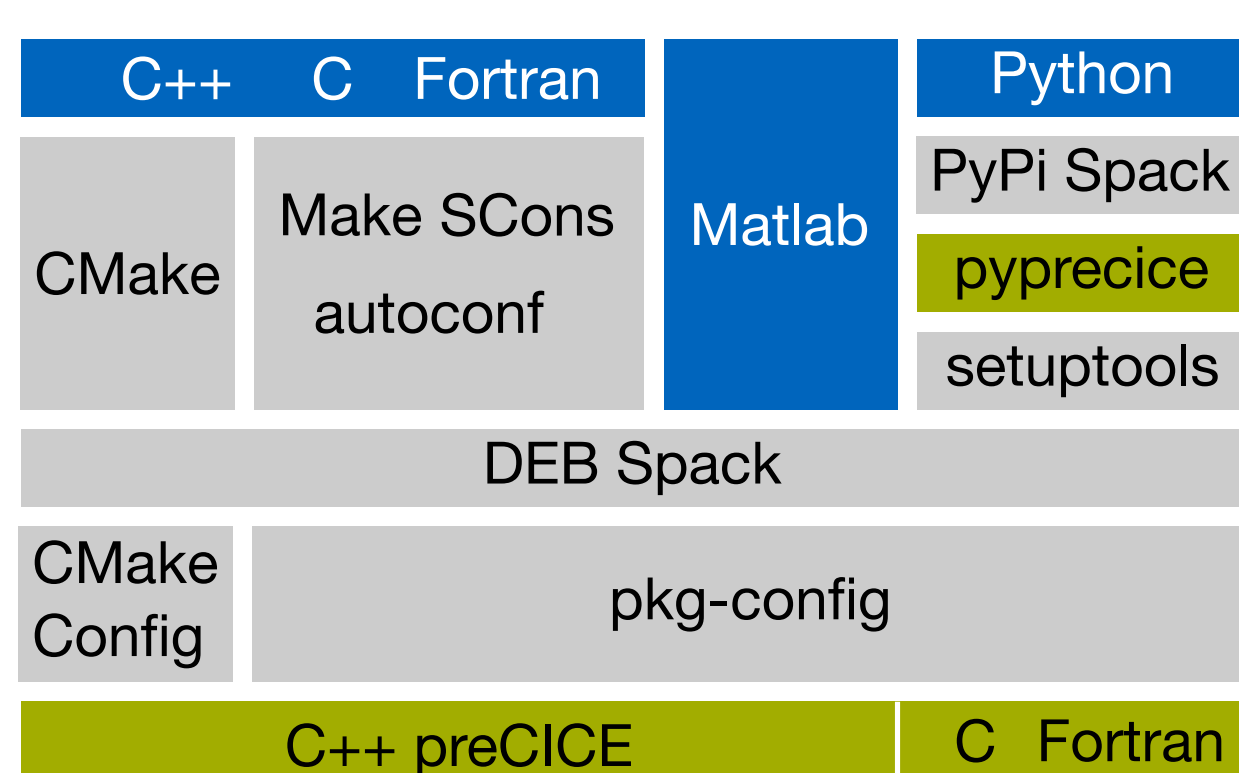 C++ C Fortran
Matlab
Python
CMake
Make SCons
autoconf
PyPi Spack
pyprecice
setuptools
DEB Spack
CMake
Config
pkg-config
C++ preCICE
C Fortran